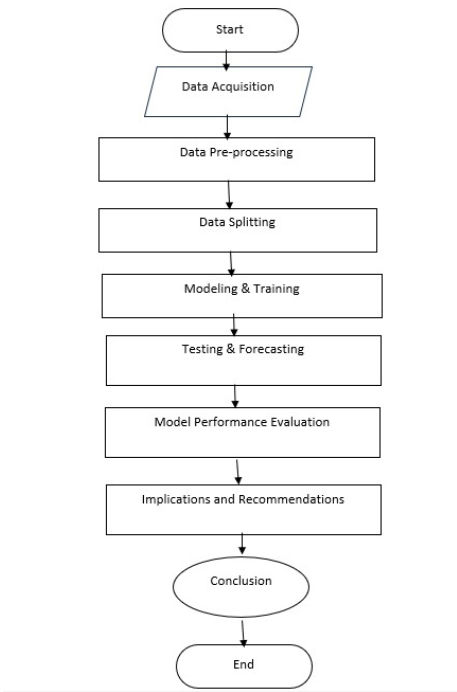 Start
Data Acquisition
Data Pre-processing
Data Splitting
Modeling & Training
Testing & Forecasting
Model Performance Evaluation
Implications and Recommendations
Conclusion
End